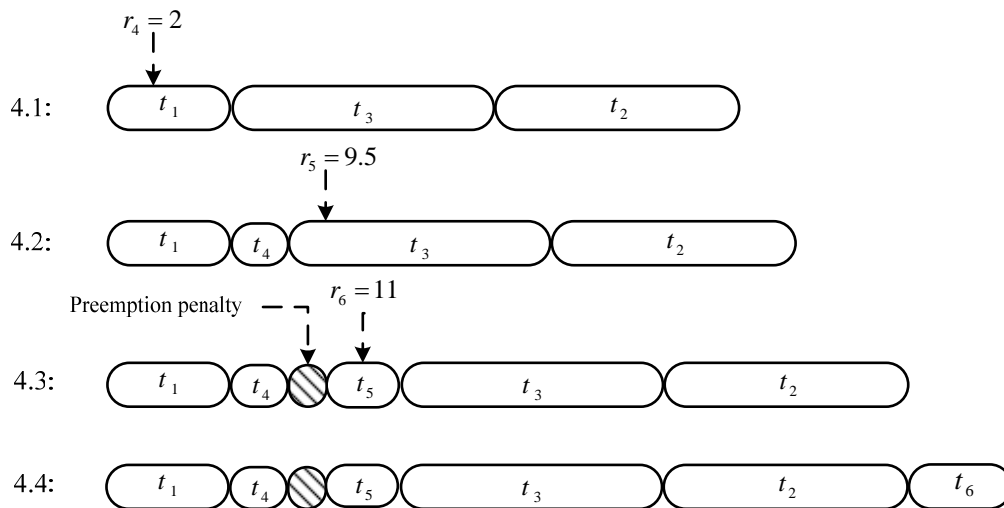 r₄ = 2
4.1: t₁ t₃ t₂
r₅ = 9.5
4.2: t₁ t₄ t₃ t₂
Preemption penalty r₆ = 11
4.3: t₁ t₄ t₅ t₃ t₂
4.4: t₁ t₄ t₅ t₃ t₂ t₆